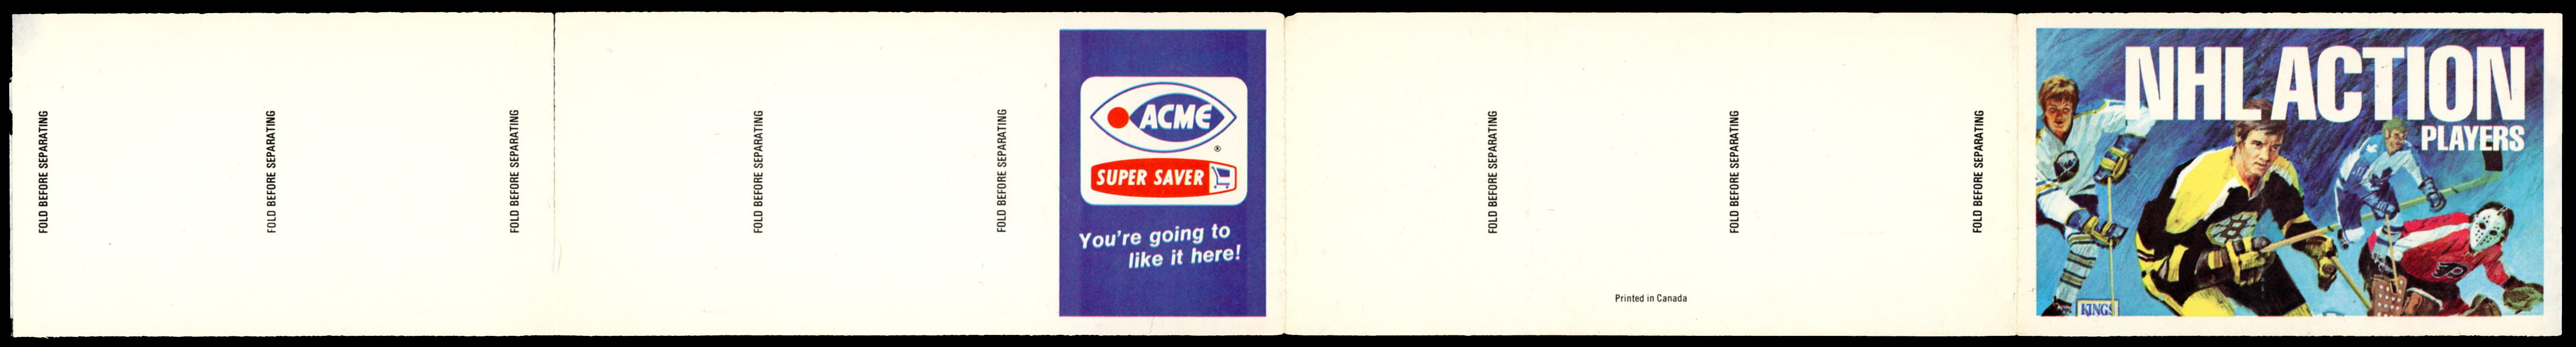 FOLD BEFORE SEPARATING
FOLD BEFORE SEPARATING
FOLD BEFORE SEPARATING
FOLD BEFORE SEPARATING
FOLD BEFORE SEPARATING
ACME
®
SUPER SAVER
You're going to
like it here!
FOLD BEFORE SEPARATING
Printed in Canada
FOLD BEFORE SEPARATING
FOLD BEFORE SEPARATING
NHL ACTION
PLAYERS
KINGS